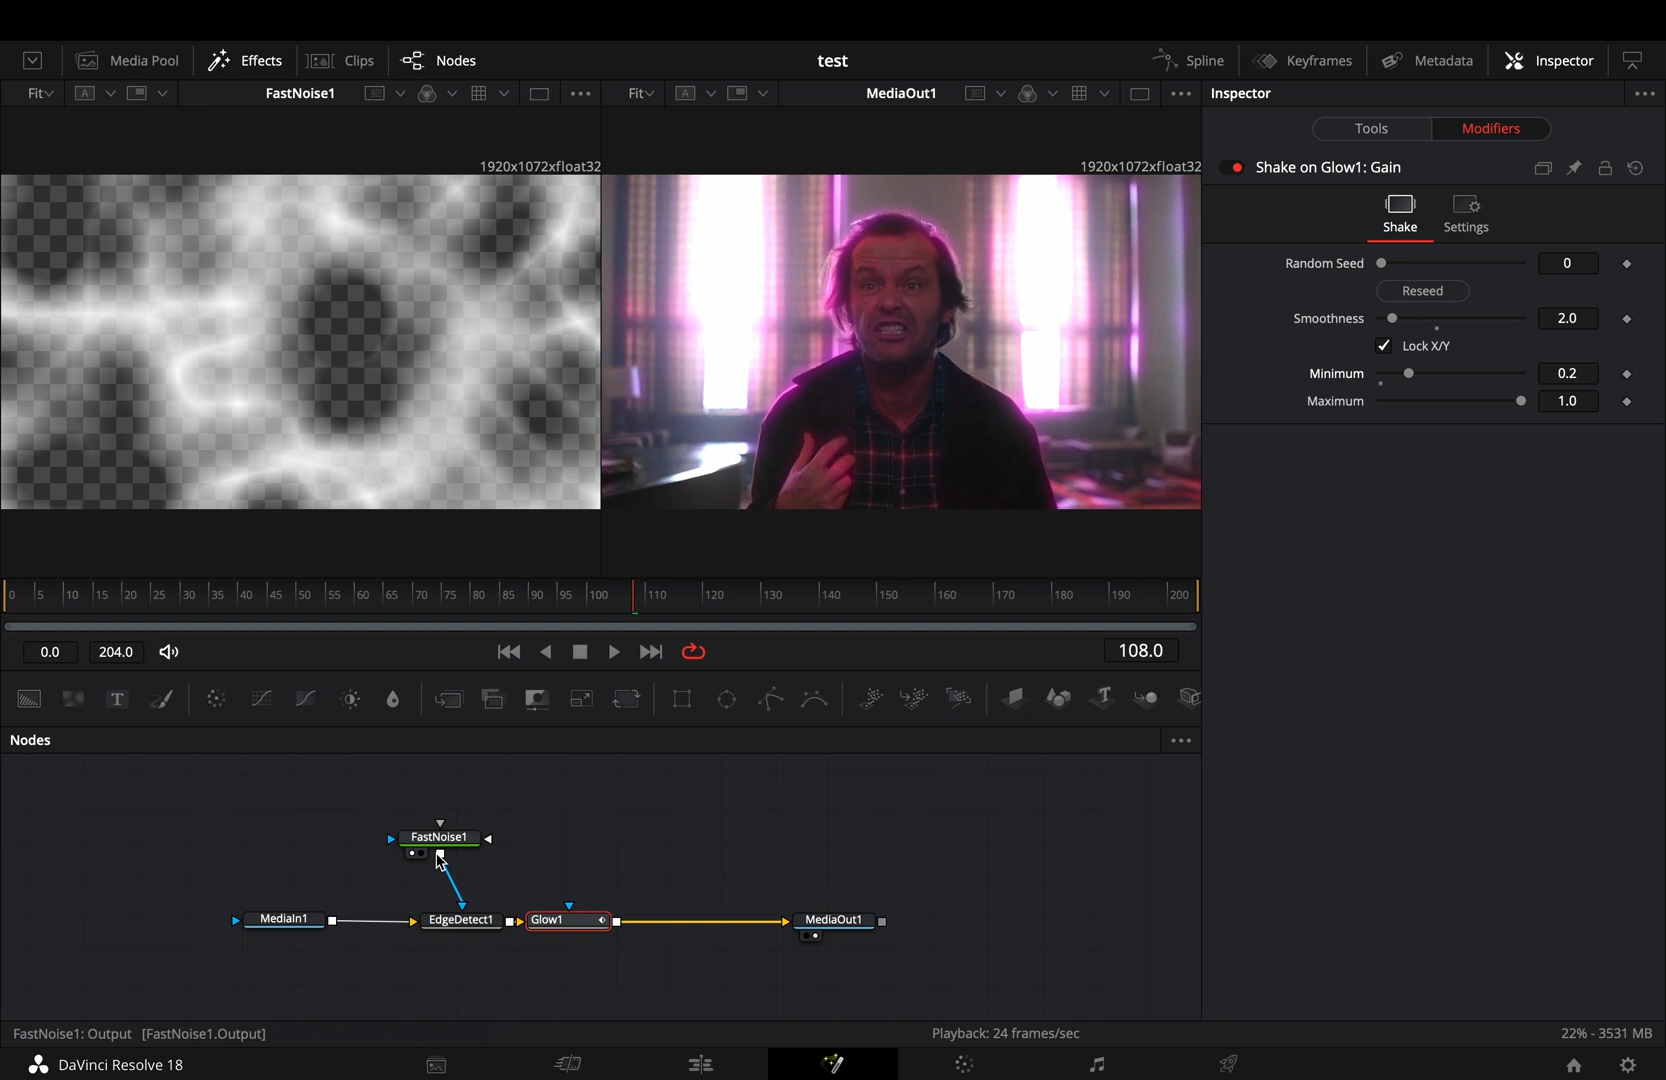 Media Pool Effects Clips Nodes test Spline Keyframes Metadata Inspector
Fit A FastNoise1 Fit A MediaOut1 Inspector
Tools Modifiers
1920x1072xfloat32 1920x1072xfloat32
Shake on Glow1: Gain
Shake Settings
Random Seed 0
Reseed
Smoothness 2.0
Lock X/Y
Minimum 0.2
Maximum 1.0
0 5 10 15 20 25 30 35 40 45 50 55 60 65 70 75 80 85 90 95 100 110 120 130 140 150 160 170 180 190 200
0.0 204.0 108.0
T T
Nodes
FastNoise1
MediaIn1 EdgeDetect1 Glow1 MediaOut1
FastNoise1: Output [FastNoise1.Output] Playback: 24 frames/sec 22% - 3531 MB
DaVinci Resolve 18